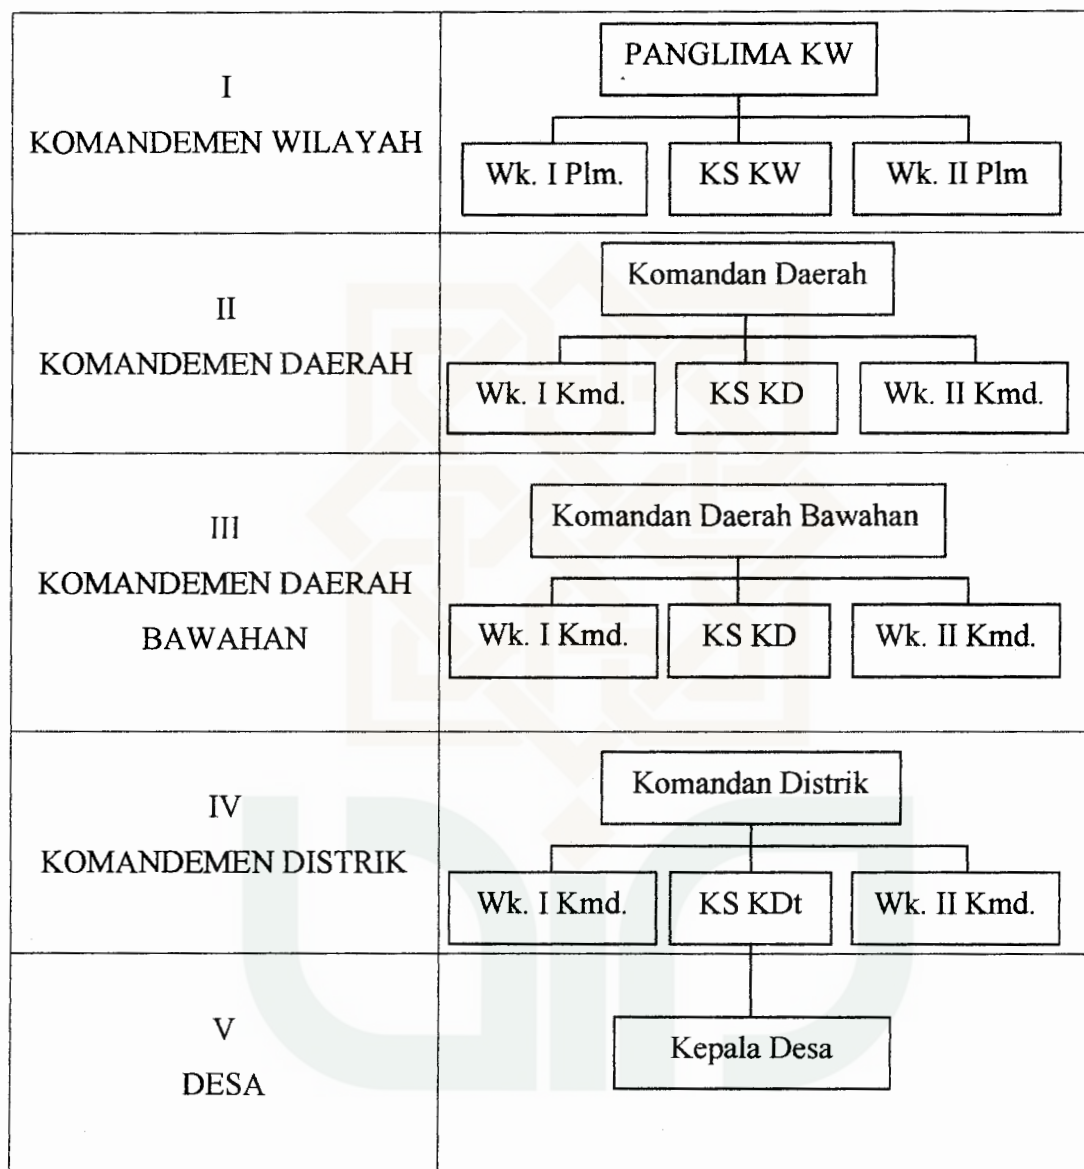 I
KOMANDEMEN WILAYAH
PANGLIMA KW
Wk. I Plm.
KS KW
Wk. II Plm
II
KOMANDEMEN DAERAH
Komandan Daerah
Wk. I Kmd.
KS KD
Wk. II Kmd.
III
KOMANDEMEN DAERAH
BAWAHAN
Komandan Daerah Bawahan
Wk. I Kmd.
KS KD
Wk. II Kmd.
IV
KOMANDEMEN DISTRIK
Komandan Distrik
Wk. I Kmd.
KS KDt
Wk. II Kmd.
V
DESA
Kepala Desa